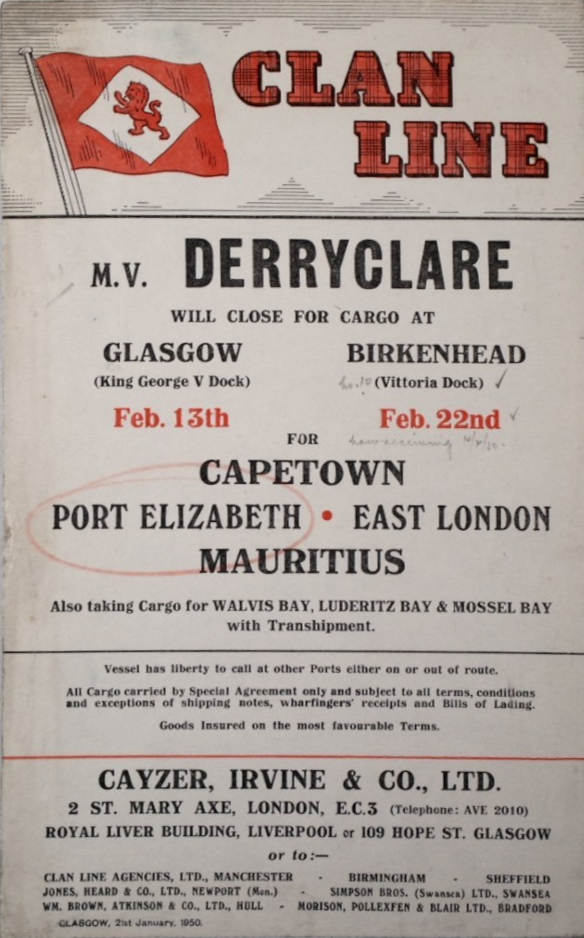 CLAN
LINE
M.V. DERRYCLARE
WILL CLOSE FOR CARGO AT
GLASGOW BIRKENHEAD
(King George V Dock) No. 10 (Vittoria Dock) ✓
Feb. 13th Feb. 22nd ✓
FOR
now receiving
CAPETOWN
PORT ELIZABETH • EAST LONDON
MAURITIUS
Also taking Cargo for WALVIS BAY, LUDERITZ BAY & MOSSEL BAY
with Transhipment.
Vessel has liberty to call at other Ports either on or out of route.
All Cargo carried by Special Agreement only and subject to all terms, conditions
and exceptions of shipping notes, wharfingers' receipts and Bills of Lading.
Goods Insured on the most favourable Terms.
CAYZER, IRVINE & CO., LTD.
2 ST. MARY AXE, LONDON, E.C.3 (Telephone: AVE 2010)
ROYAL LIVER BUILDING, LIVERPOOL or 109 HOPE ST. GLASGOW
or to:—
CLAN LINE AGENCIES, LTD., MANCHESTER - BIRMINGHAM - SHEFFIELD
JONES, HEARD & CO., LTD., NEWPORT (Mon.) - SIMPSON BROS. (Swansea) LTD., SWANSEA
WM. BROWN, ATKINSON & CO., LTD., HULL - MORISON, POLLEXFEN & BLAIR LTD., BRADFORD
GLASGOW, 21st January, 1950.